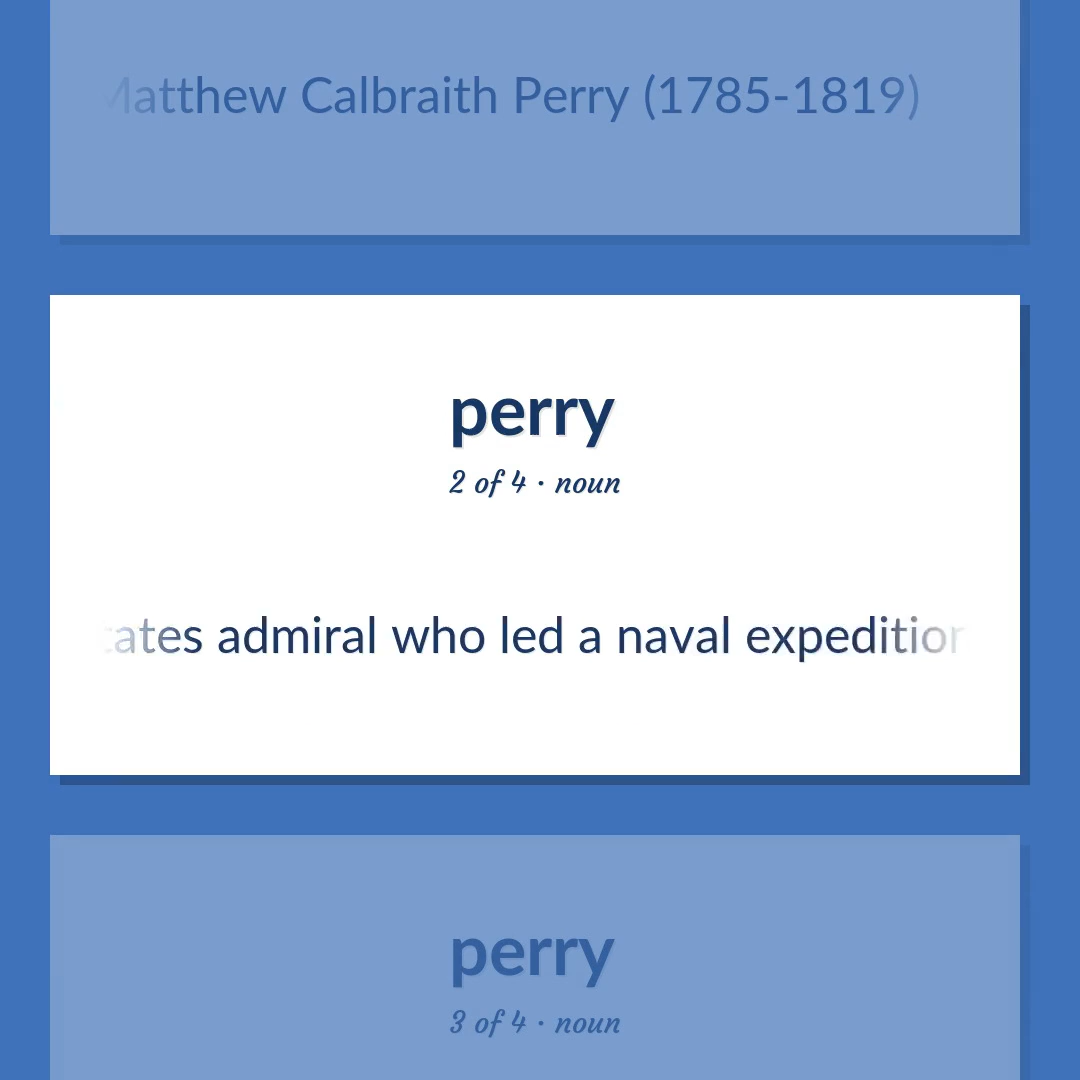 Matthew Calbraith Perry (1785-1819)
perry
2 of 4 · noun
admiral who led a naval expedition
perry
3 of 4 · noun